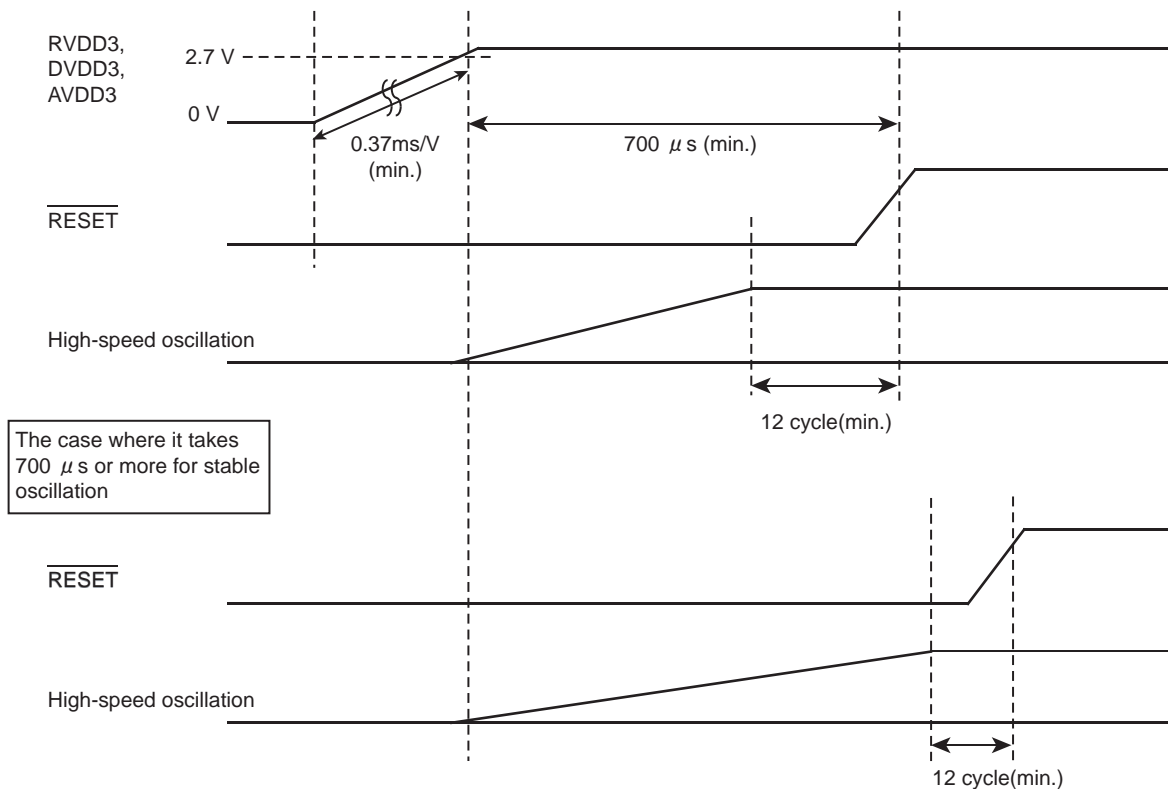 RVDD3,
DVDD3,
AVDD3
2.7 V
0 V
0.37ms/V
(min.)
700 μs (min.)
RESET
High-speed oscillation
12 cycle(min.)
The case where it takes
700 μs or more for stable
oscillation
RESET
High-speed oscillation
12 cycle(min.)